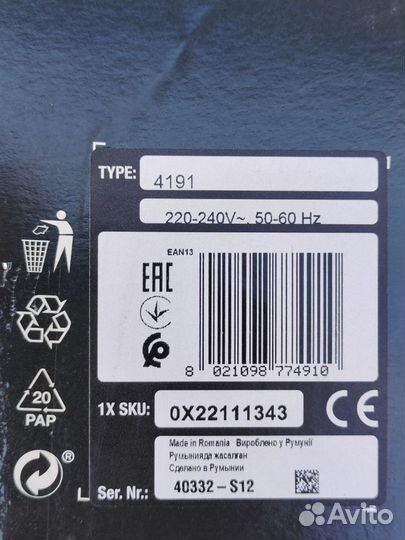 TYPE: 4191
220-240V~, 50-60 Hz
EAN13
EAC
8 021098 774910
20
PAP
1X SKU: 0X22111343
CE
Made in Romania Вироблено у Румунії
Румынияда жасалған
Сделано в Румынии
Ser. Nr.: 40332-S12
®
Avito